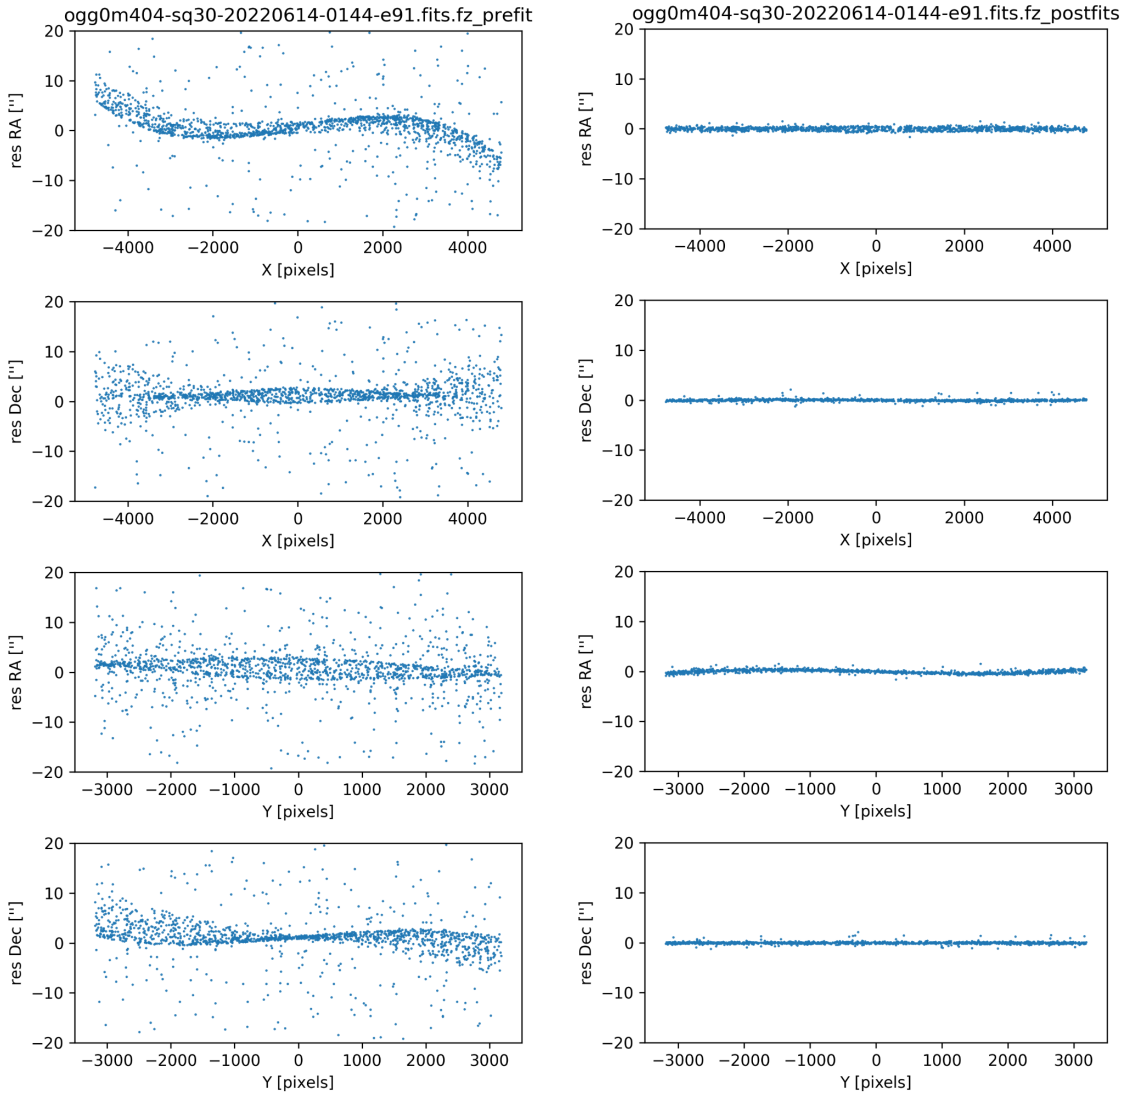 ogg0m404-sq30-20220614-0144-e91.fits.fz_prefit
20
10
0
−10
−20
res RA ['']
−4000 −2000 0 2000 4000
X [pixels]
ogg0m404-sq30-20220614-0144-e91.fits.fz_postfits
20
10
0
−10
−20
res RA ['']
−4000 −2000 0 2000 4000
X [pixels]
20
10
0
−10
−20
res Dec ['']
−4000 −2000 0 2000 4000
X [pixels]
20
10
0
−10
−20
res Dec ['']
−4000 −2000 0 2000 4000
X [pixels]
20
10
0
−10
−20
res RA ['']
−3000 −2000 −1000 0 1000 2000 3000
Y [pixels]
20
10
0
−10
−20
res RA ['']
−3000 −2000 −1000 0 1000 2000 3000
Y [pixels]
20
10
0
−10
−20
res Dec ['']
−3000 −2000 −1000 0 1000 2000 3000
Y [pixels]
20
10
0
−10
−20
res Dec ['']
−3000 −2000 −1000 0 1000 2000 3000
Y [pixels]